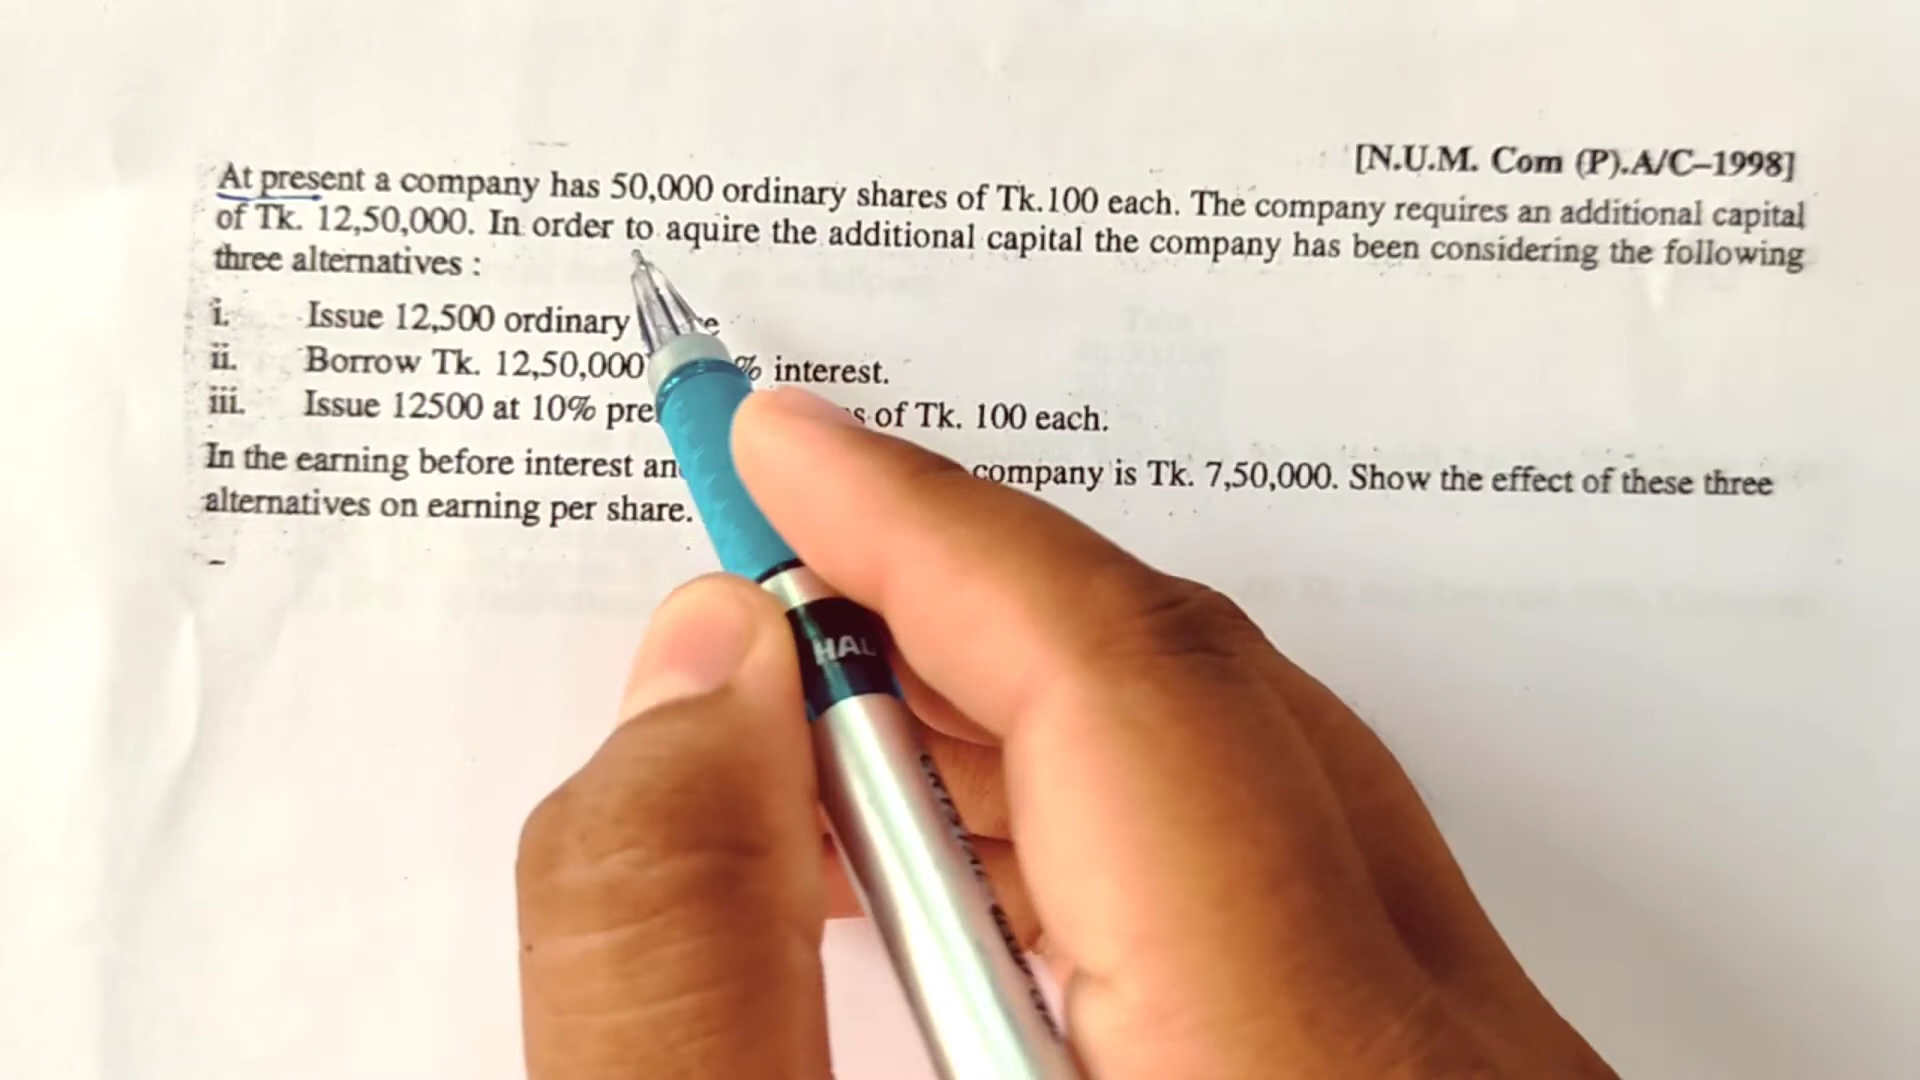 [N.U.M. Com (P).A/C–1998]
At present a company has 50,000 ordinary shares of Tk.100 each. The company requires an additional capital
of Tk. 12,50,000. In order to aquire the additional capital the company has been considering the following
three alternatives :
i. Issue 12,500 ordinary
ii. Borrow Tk. 12,50,000 % interest.
iii. Issue 12500 at 10% of Tk. 100 each.
In the earning before interest company is Tk. 7,50,000. Show the effect of these three
alternatives on earning per share.